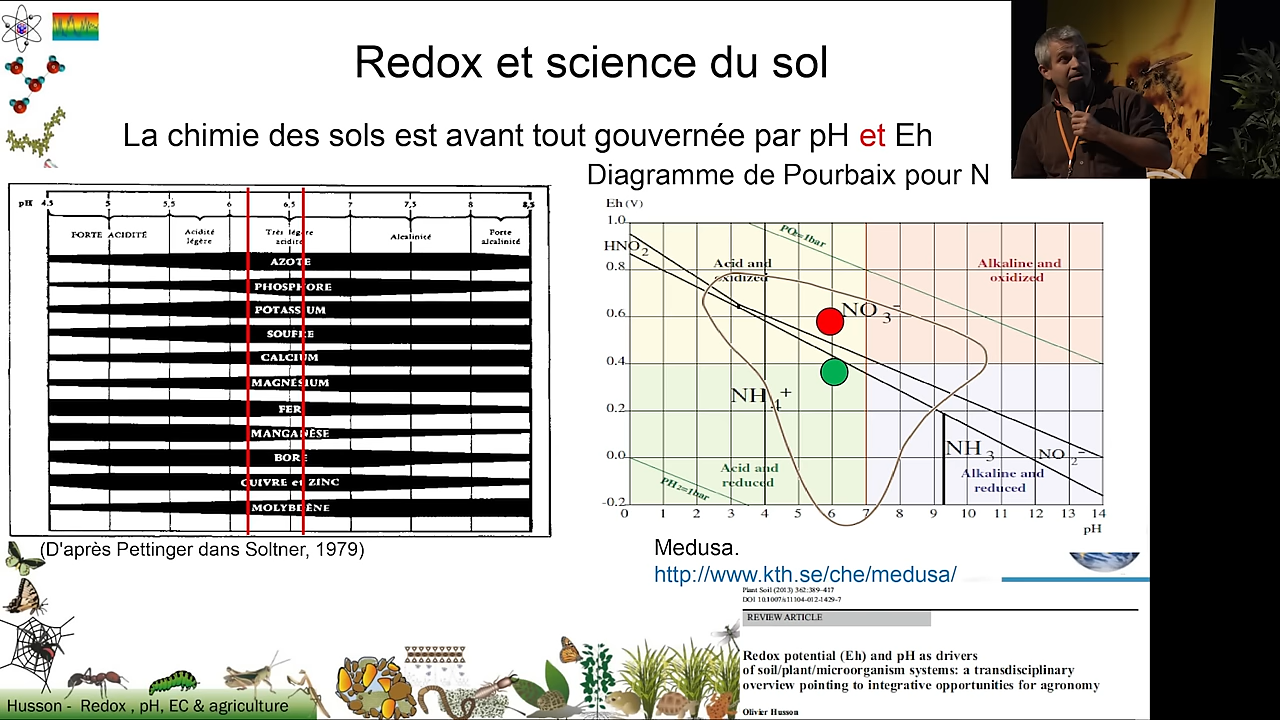 Redox et science du sol
La chimie des sols est avant tout gouvernée par pH et Eh
Diagramme de Pourbaix pour N
pH 4,5 5 5,5 6 6,5 7 7,5 8 8,5
FORTE ACIDITÉ
Acidité légère
Très légère acidité
Alcalinité
Forte alcalinité
AZOTE
PHOSPHORE
POTASSIUM
SOUFRE
CALCIUM
MAGNÉSIUM
FER
MANGANÈSE
BORE
CUIVRE et ZINC
MOLYBDÈNE
(D'après Pettinger dans Soltner, 1979)
Eh (V)
1.0
0.8
0.6
0.4
0.2
0.0
-0.2
HNO2
PO2=1bar
Acid and oxidized
Alkaline and oxidized
NO3-
NH4+
NH3
NO2-
Acid and reduced
Alkaline and reduced
PH2=1bar
0 1 2 3 4 5 6 7 8 9 10 11 12 13 14
pH
Medusa.
http://www.kth.se/che/medusa/
Plant Soil (2013) 362:389–417
DOI 10.1007/s11104-012-1429-7
REVIEW ARTICLE
Redox potential (Eh) and pH as drivers
of soil/plant/microorganism systems: a transdisciplinary
overview pointing to integrative opportunities for agronomy
Olivier Husson
Husson - Redox , pH, EC & agriculture